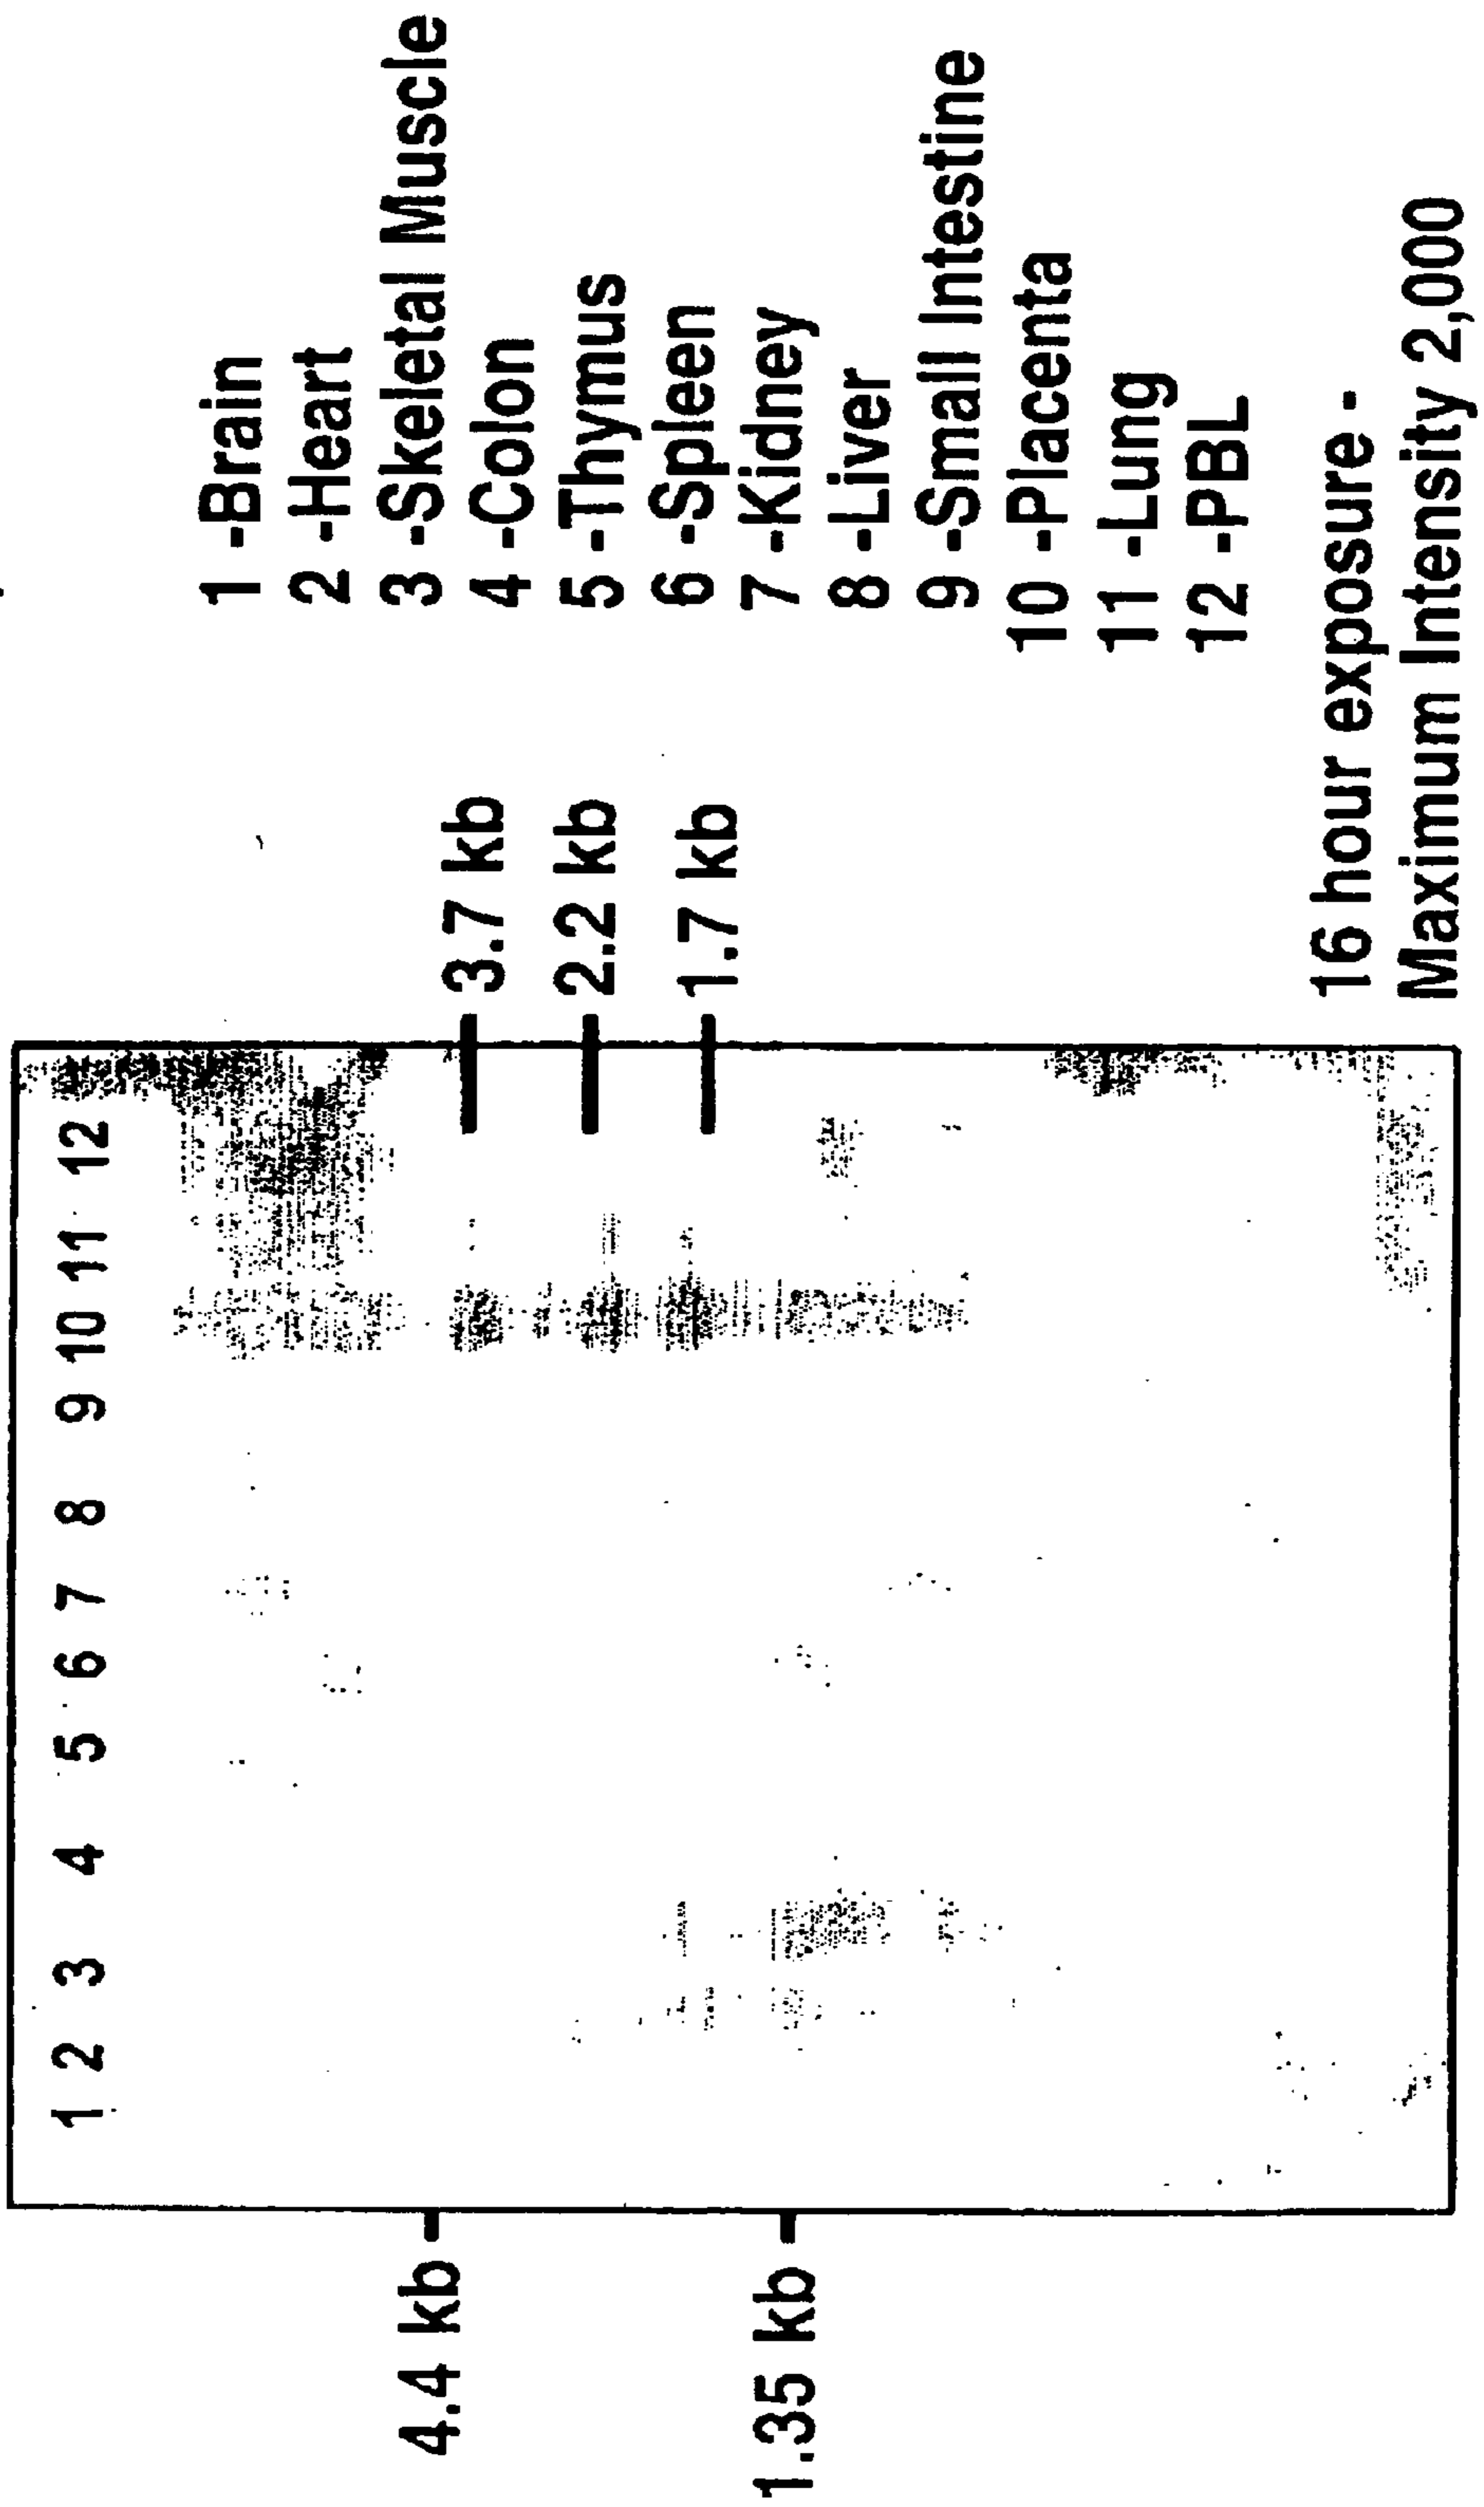 1 2 3 4 5 6 7 8 9 10 11 12
4.4 kb
1.35 kb
3.7 kb
2.2 kb
1.7 kb
1 -Brain
2 -Heart
3 -Skeletal Muscle
4 -Colon
5 -Thymus
6 -Spleen
7 -Kidney
8 -Liver
9 -Small Intestine
10 -Placenta
11 -Lung
12 -PBL
16 hour exposure -
Maximum Intensity 2,000